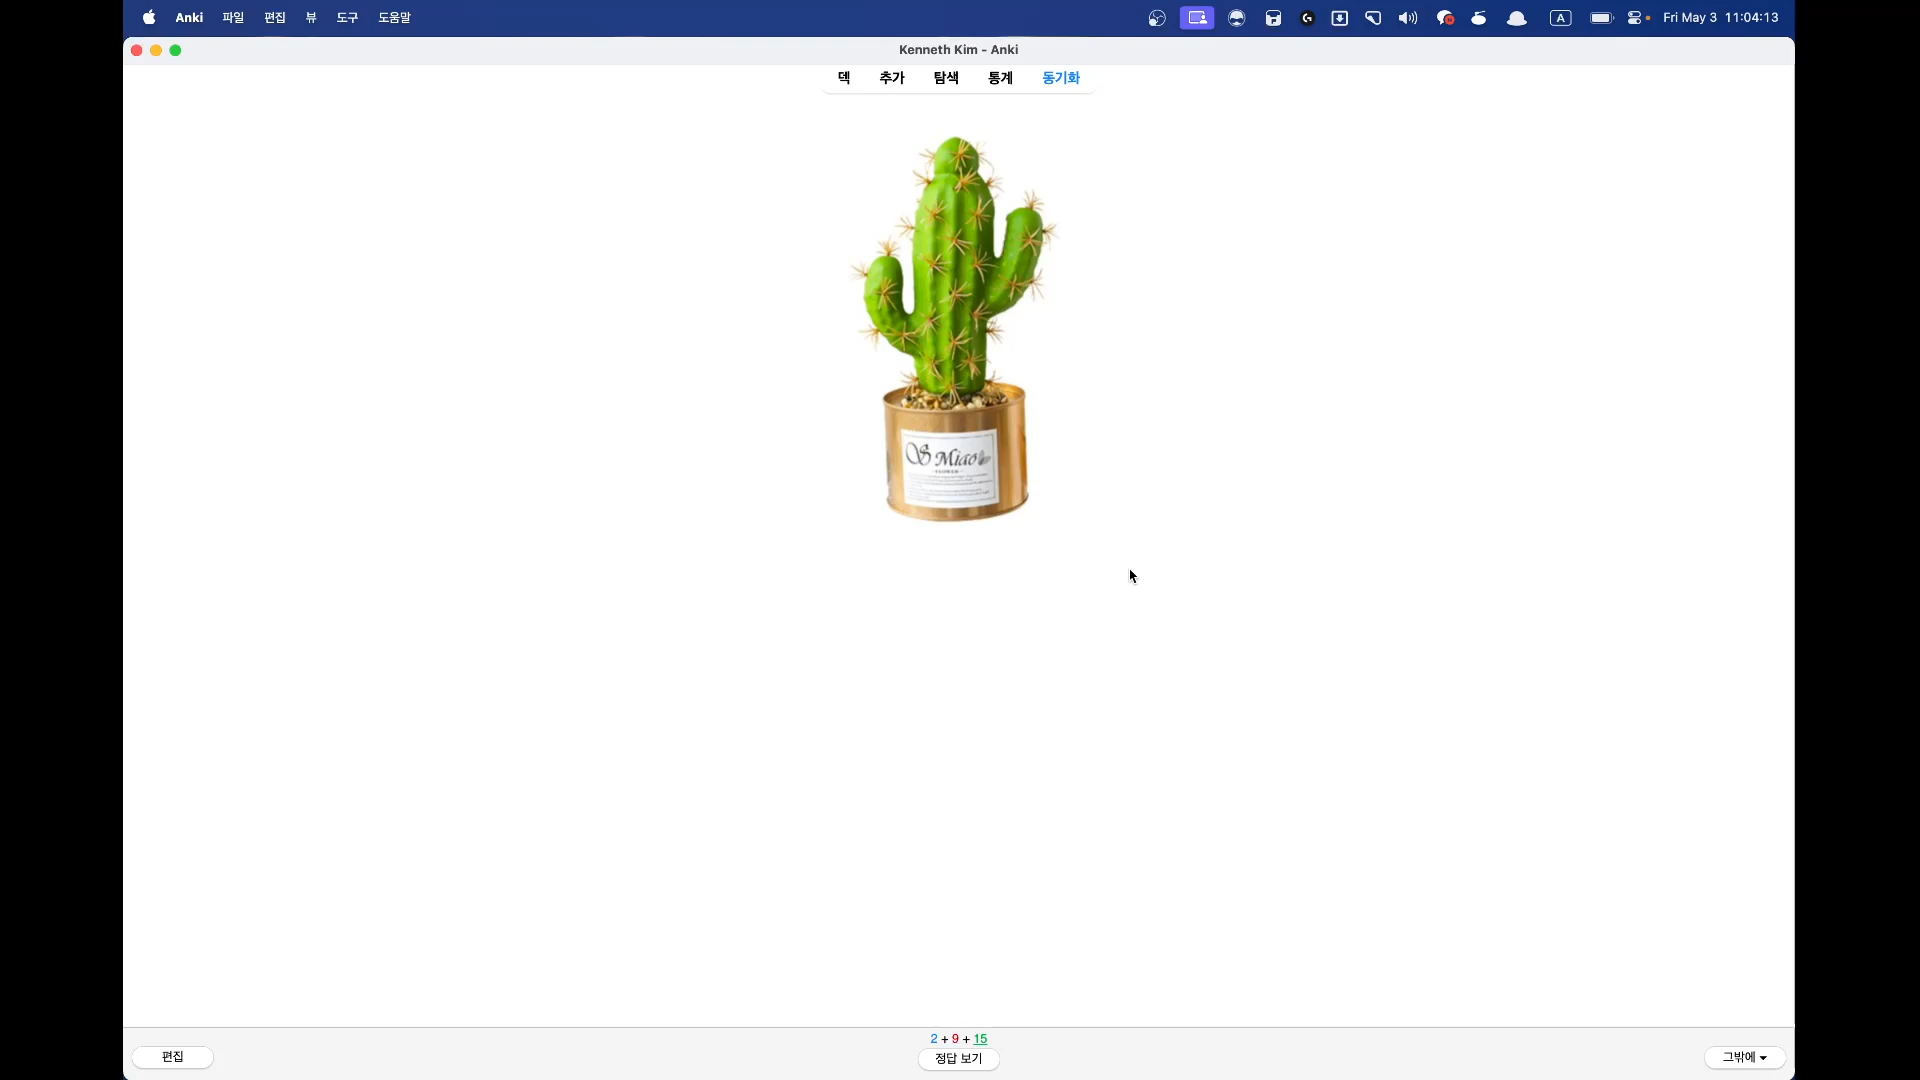 Anki 파일 편집 뷰 도구 도움말
A
Fri May 3 11:04:13
Kenneth Kim - Anki
덱 추가 탐색 통계 동기화
S Miao
FLOWER
2 + 9 + 15
편집
정답 보기
그밖에